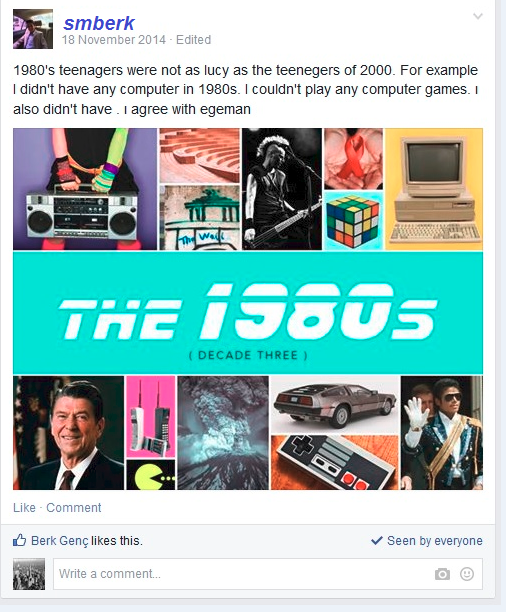 smberk
18 November 2014 · Edited
1980's teenagers were not as lucy as the teenegers of 2000. For example
I didn't have any computer in 1980s. I couldn't play any computer games. ı
also didn't have . ı agree with egeman
The Wall
THE 1980s
( DECADE THREE )
Like · Comment
Berk Genç likes this.
Seen by everyone
Write a comment...